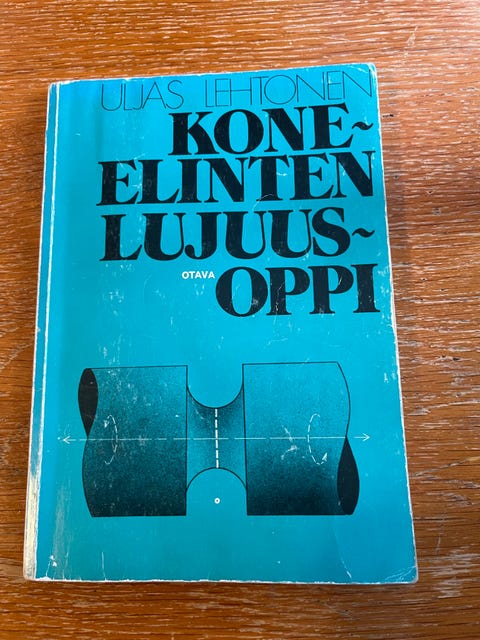 ULJAS LEHTONEN
KONE-
ELINTEN
LUJUUS-
OTAVA
OPPI